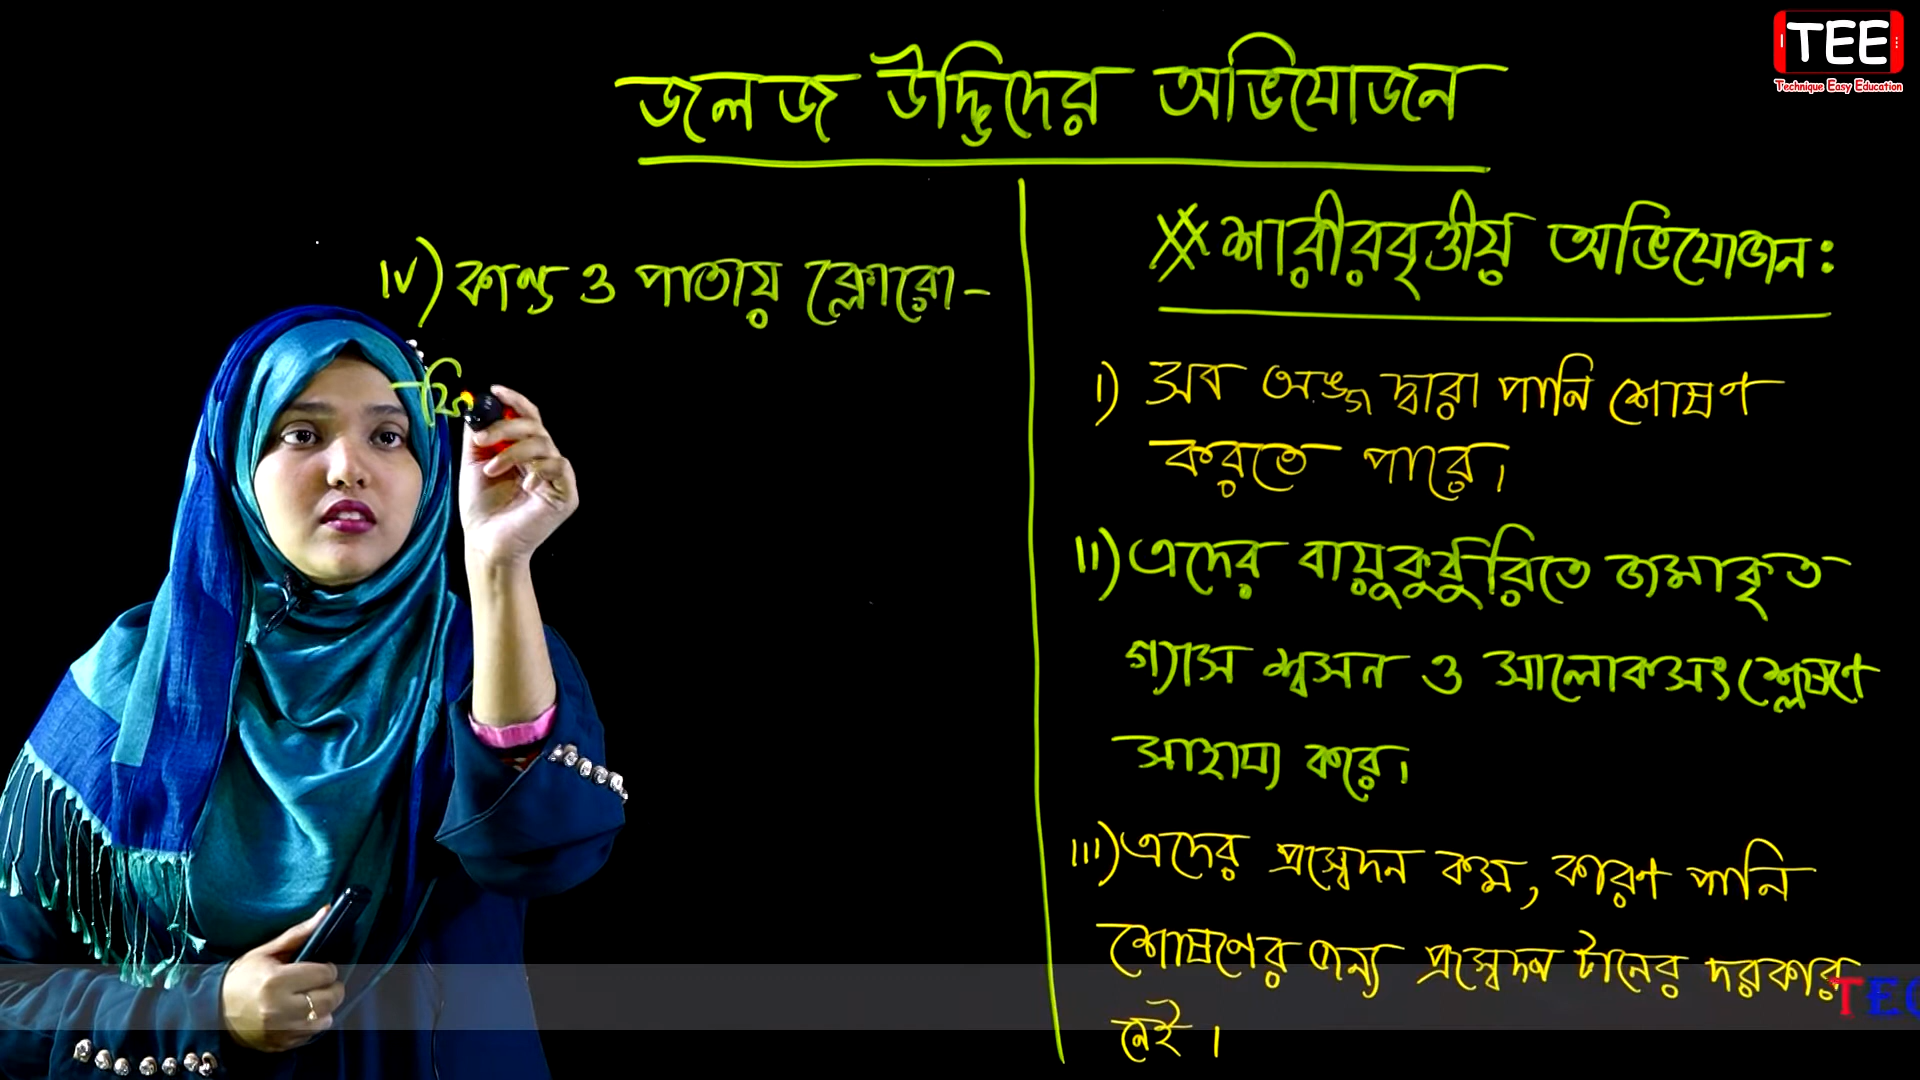 TEE
Technique Easy Education
জলজ উদ্ভিদের অভিযোজন
iv) কান্ড ও পাতায় ক্লোরো-
ফি
** শারীরবৃত্তীয় অভিযোজন:
i) সব অঙ্গ দ্বারা পানি শোষণ
করতে পারে।
ii) এদের বায়ুকুঠুরিতে জমাকৃত
গ্যাস শ্বসন ও সালোকসংশ্লেষণে
সাহায্য করে।
iii) এদের প্রস্বেদন কম, কারণ পানি
শোষণের জন্য প্রস্বেদন টানের দরকার
নেই।
TEC